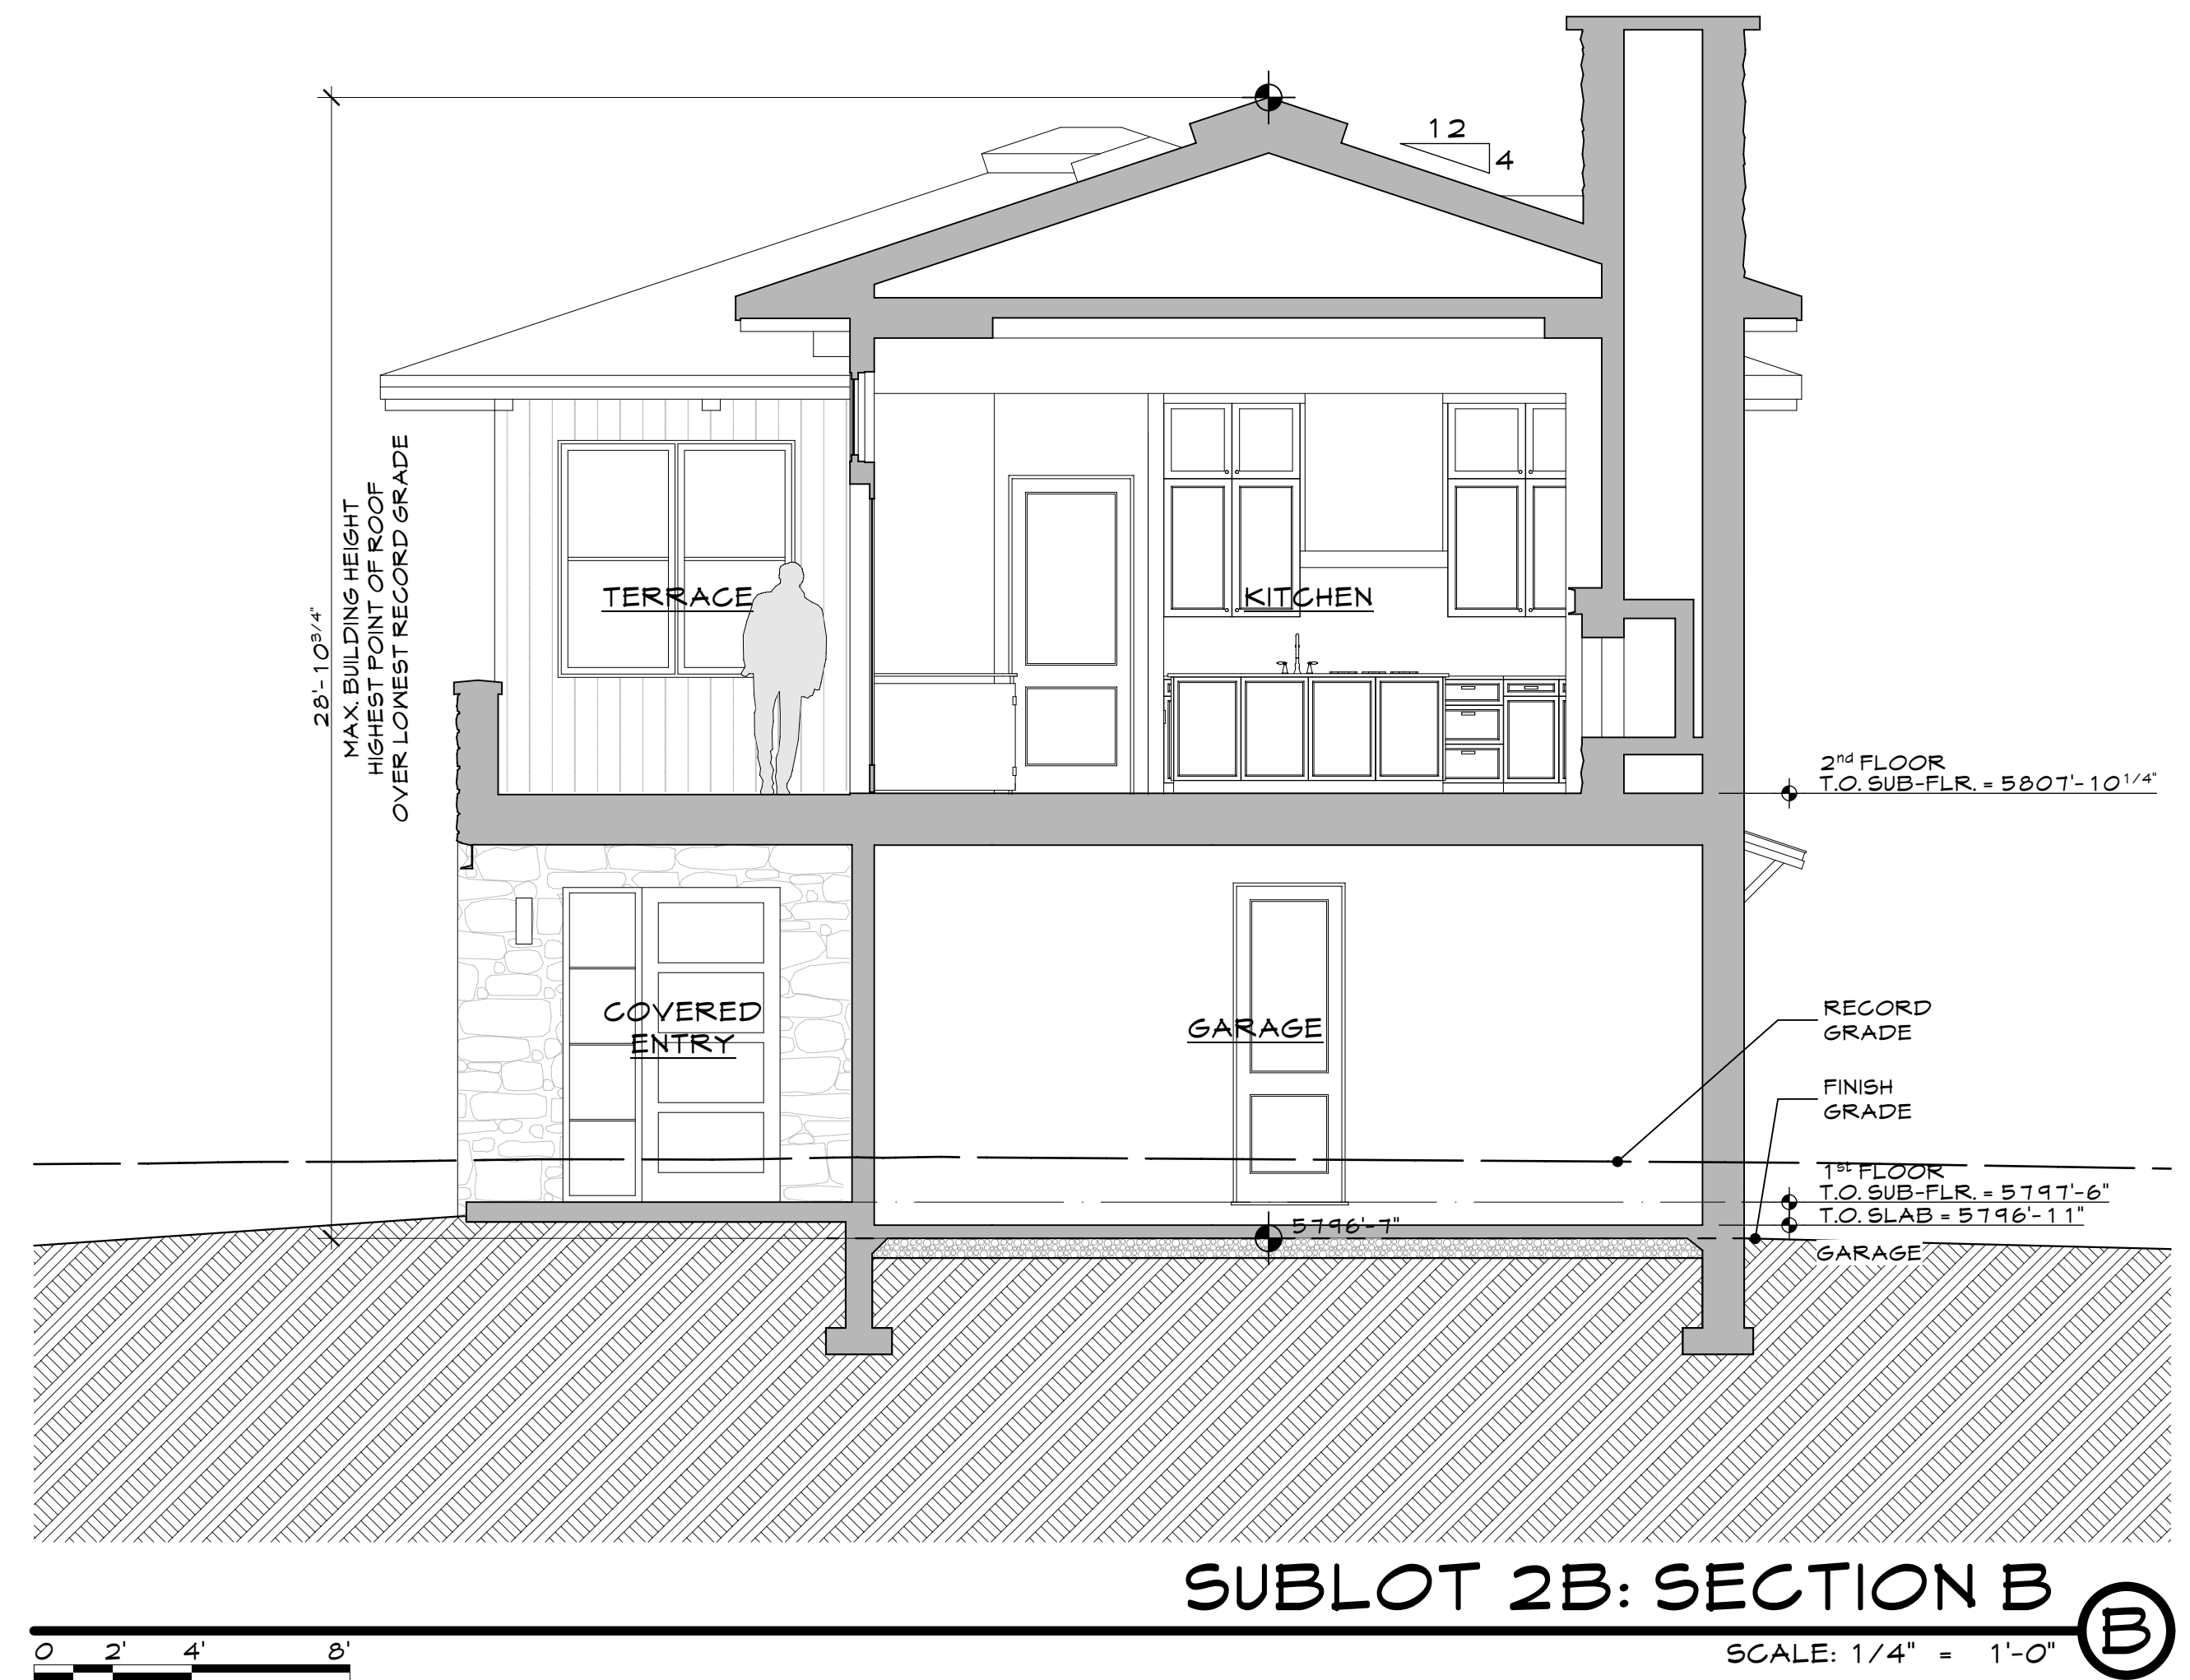 12
4
28'-10 3/4"
MAX. BUILDING HEIGHT
HIGHEST POINT OF ROOF
OVER LOWEST RECORD GRADE
TERRACE
KITCHEN
2nd FLOOR
T.O. SUB-FLR. = 5807'-10 1/4"
COVERED
ENTRY
GARAGE
RECORD
GRADE
FINISH
GRADE
1st FLOOR
T.O. SUB-FLR. = 5797'-6"
T.O. SLAB = 5796'-11"
GARAGE
5796'-7"
SUBLOT 2B: SECTION B
B
0 2' 4' 8'
SCALE: 1/4" = 1'-0"